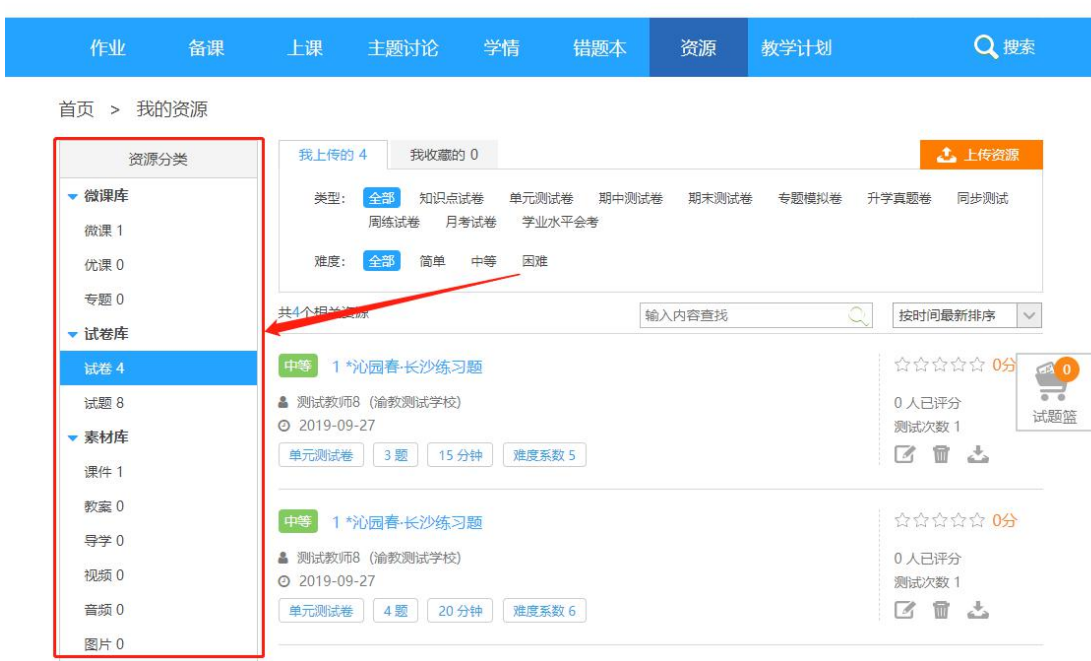 作业 备课 上课 主题讨论 学情 错题本 资源 教学计划 搜索
首页 > 我的资源
资源分类
微课库
微课 1
优课 0
专题 0
试卷库
试卷 4
试题 8
素材库
课件 1
教案 0
导学 0
视频 0
音频 0
图片 0
我上传的 4 我收藏的 0 上传资源
类型: 全部 知识点试卷 单元测试卷 期中测试卷 期末测试卷 专题模拟卷 升学真题卷 同步测试
周练试卷 月考试卷 学业水平会考
难度: 全部 简单 中等 困难
共4个相关资源 输入内容查找 按时间最新排序
中等 1 *沁园春·长沙练习题 0分
测试教师8 (渝教测试学校) 0 人已评分
2019-09-27 测试次数 1
单元测试卷 3 题 15 分钟 难度系数 5
0
试题篮
中等 1 *沁园春·长沙练习题 0分
测试教师8 (渝教测试学校) 0 人已评分
2019-09-27 测试次数 1
单元测试卷 4 题 20 分钟 难度系数 6